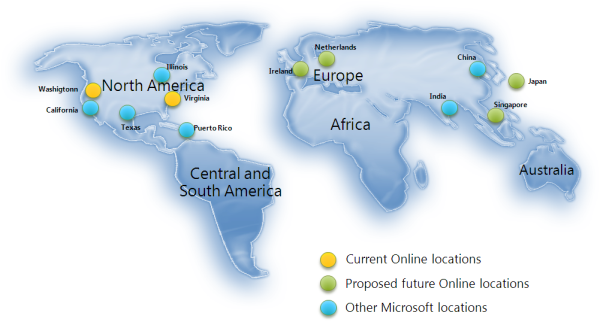 Netherlands
Illinois
China
Ireland
Europe
North America
Japan
Washigtonn
Virginia
India
California
Singapore
Texas
Puerto Rico
Africa
Central and
South America
Australia
Current Online locations
Proposed future Online locations
Other Microsoft locations